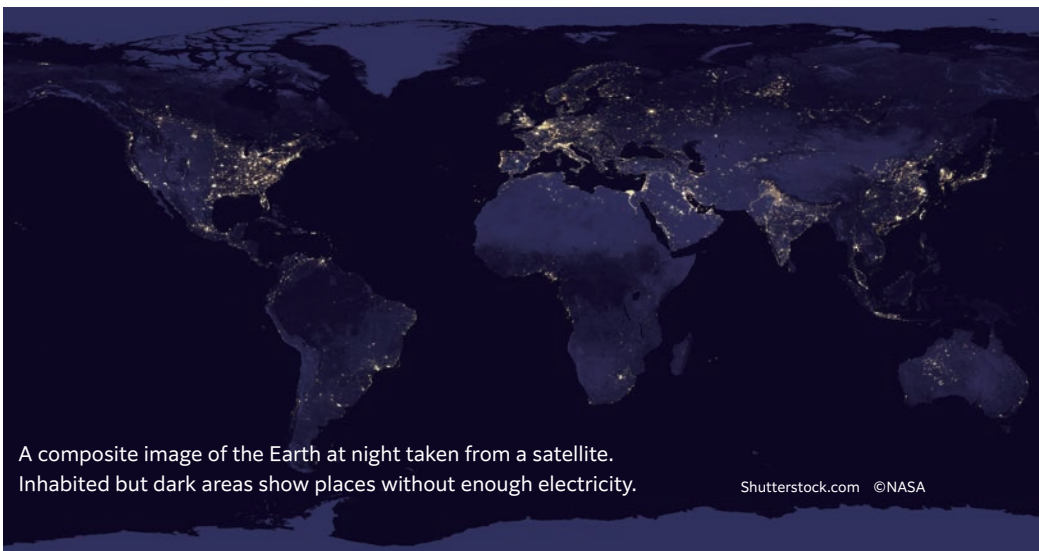 A composite image of the Earth at night taken from a satellite.
Inhabited but dark areas show places without enough electricity.
Shutterstock.com ©NASA